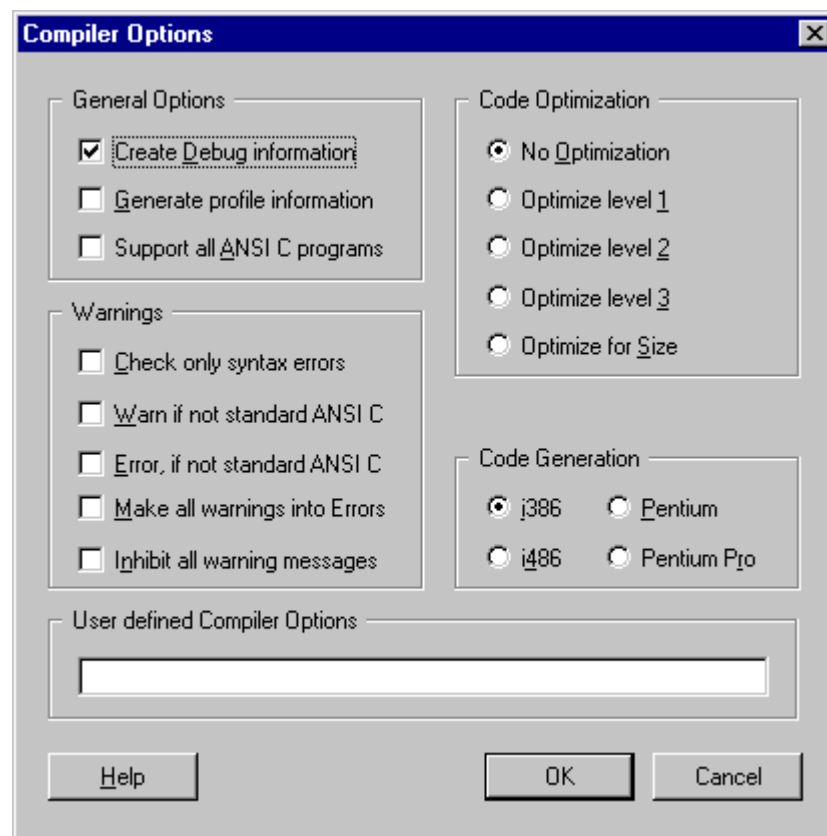 Compiler Options
General Options
Create Debug information
Generate profile information
Support all ANSI C programs
Warnings
Check only syntax errors
Warn if not standard ANSI C
Error, if not standard ANSI C
Make all warnings into Errors
Inhibit all warning messages
Code Optimization
No Optimization
Optimize level 1
Optimize level 2
Optimize level 3
Optimize for Size
Code Generation
i386 Pentium
i486 Pentium Pro
User defined Compiler Options
Help OK Cancel